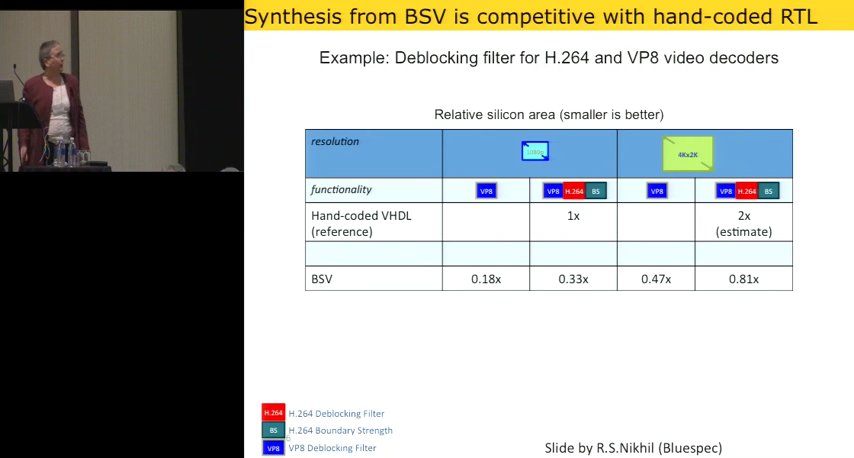 Synthesis from BSV is competitive with hand-coded RTL
Example: Deblocking filter for H.264 and VP8 video decoders
Relative silicon area (smaller is better)
resolution 1080p 4Kx2K
functionality VP8 VP8 H.264 BS VP8 VP8 H.264 BS
Hand-coded VHDL 1x 2x
(reference) (estimate)
BSV 0.18x 0.33x 0.47x 0.81x
H.264 H.264 Deblocking Filter
BS H.264 Boundary Strength
VP8 VP8 Deblocking Filter
Slide by R.S.Nikhil (Bluespec)